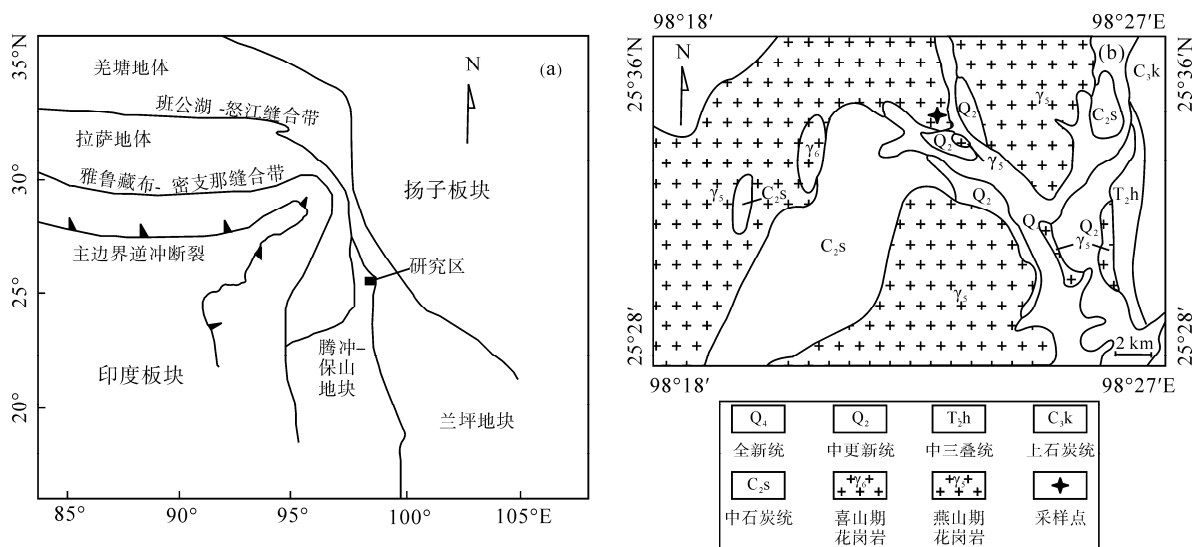 35°N
30°
25°
20°
85°
90°
95°
100°
105°E
(a)
N
羌塘地体
班公湖-怒江缝合带
拉萨地体
雅鲁藏布-密支那缝合带
主边界逆冲断裂
扬子板块
研究区
腾冲-
保山
地块
印度板块
兰坪地块
98°18′
98°27′E
25°36′N
25°36′N
N
(b)
C₃k
γ₅
C₂s
Q₂
γ₆
Q₂
γ₅
γ₅
C₂s
T₂h
Q₂
Q₄
Q₂
γ₅
C₂s
γ₅
25°28′
25°28′
2 km
98°18′
98°27′E
Q₄
Q₂
T₂h
C₃k
全新统
中更新统
中三叠统
上石炭统
C₂s
γ₆
γ₅
中石炭统
喜山期
花岗岩
燕山期
花岗岩
采样点